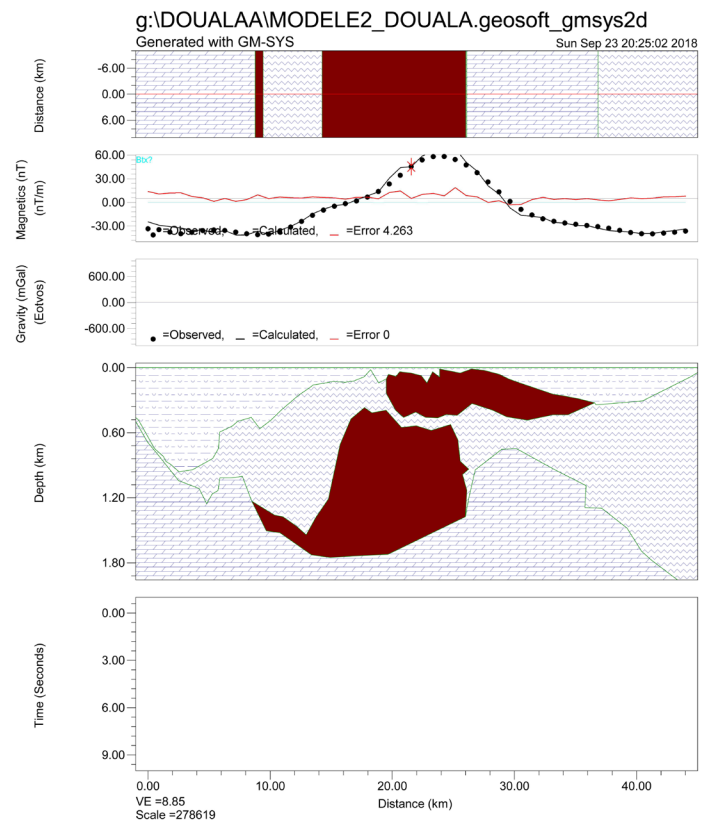 g:\DOUALAA\MODELE2_DOUALA.geosoft_gmsys2d
Generated with GM-SYS Sun Sep 23 20:25:02 2018
Distance (km)
-6.00
0.00
6.00
Magnetics (nT)
(nT/m)
60.00
30.00
0.00
-30.00
Btx?
=Observed, =Calculated, =Error 4.263
Gravity (mGal)
(Eotvos)
600.00
0.00
-600.00
=Observed, =Calculated, =Error 0
Depth (km)
0.00
0.60
1.20
1.80
Time (Seconds)
0.00
3.00
6.00
9.00
0.00 10.00 20.00 30.00 40.00
VE =8.85 Distance (km)
Scale =278619